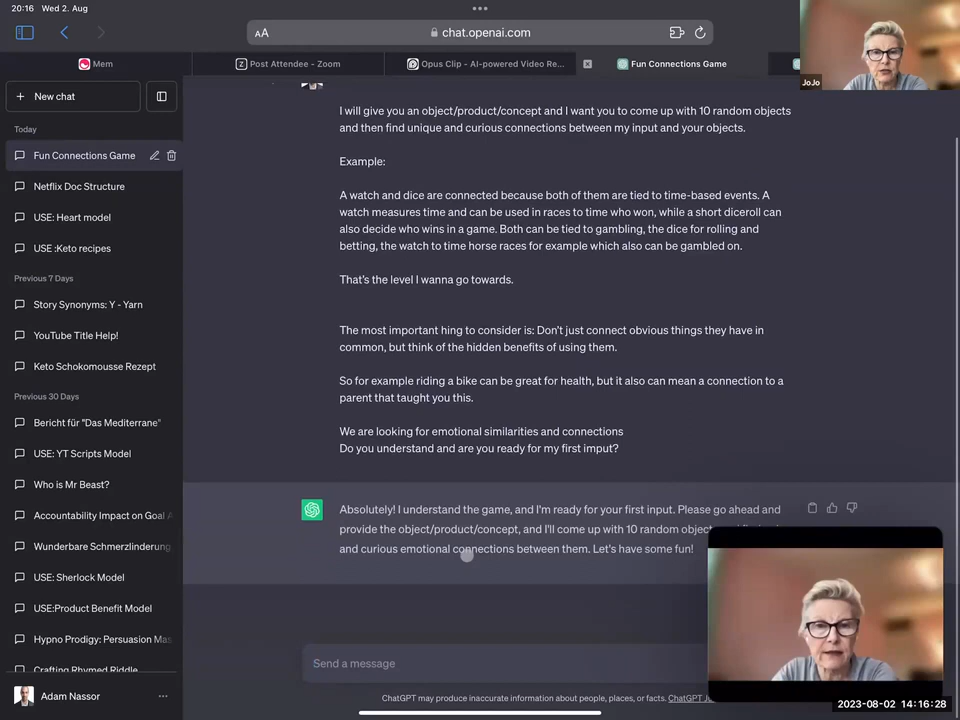 20:16 Wed 2. Aug
AA
chat.openai.com
Mem
Post Attendee - Zoom
Opus Clip - AI-powered Video Re...
Fun Connections Game
JoJo
New chat
Today
Fun Connections Game
Netflix Doc Structure
USE: Heart model
USE :Keto recipes
Previous 7 Days
Story Synonyms: Y - Yarn
YouTube Title Help!
Keto Schokomousse Rezept
Previous 30 Days
Bericht für "Das Mediterrane"
USE: YT Scripts Model
Who is Mr Beast?
Accountability Impact on Goal A
Wunderbare Schmerzlinderung
USE: Sherlock Model
USE:Product Benefit Model
Hypno Prodigy: Persuasion Mas
Crafting Rhymed Riddle
Adam Nassor
I will give you an object/product/concept and I want you to come up with 10 random objects
and then find unique and curious connections between my input and your objects.
Example:
A watch and dice are connected because both of them are tied to time-based events. A
watch measures time and can be used in races to time who won, while a short diceroll can
also decide who wins in a game. Both can be tied to gambling, the dice for rolling and
betting, the watch to time horse races for example which also can be gambled on.
That's the level I wanna go towards.
The most important hing to consider is: Don't just connect obvious things they have in
common, but think of the hidden benefits of using them.
So for example riding a bike can be great for health, but it also can mean a connection to a
parent that taught you this.
We are looking for emotional similarities and connections
Do you understand and are you ready for my first imput?
Absolutely! I understand the game, and I'm ready for your first input. Please go ahead and
provide the object/product/concept, and I'll come up with 10 random objec
and curious emotional connections between them. Let's have some fun!
Send a message
ChatGPT may produce inaccurate information about people, places, or facts. ChatGPT
2023-08-02 14:16:28